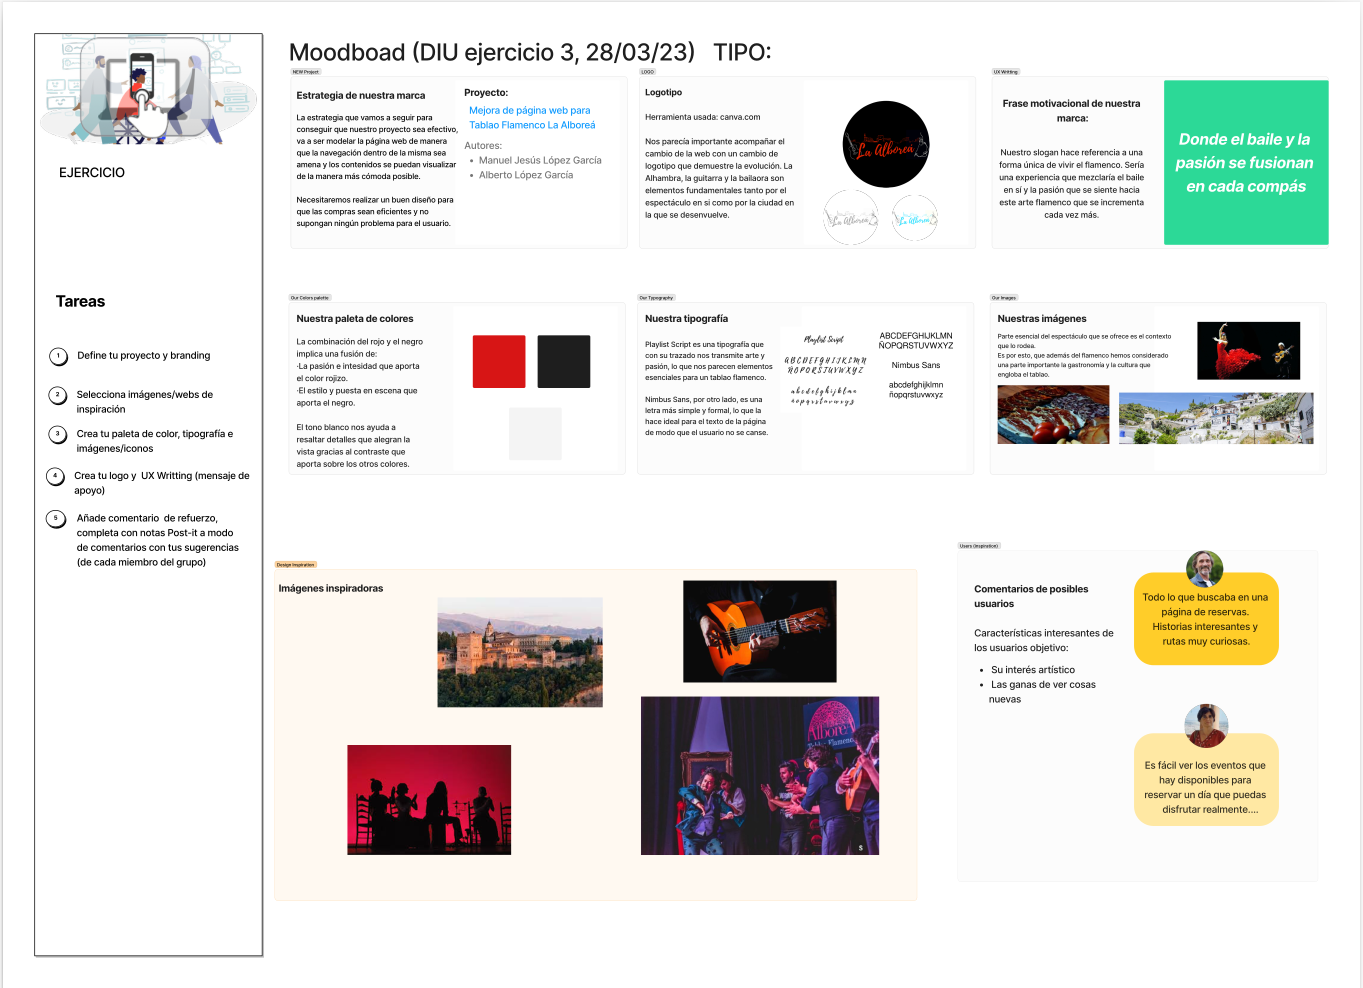 Moodboad (DIU ejercicio 3, 28/03/23)   TIPO:
EJERCICIO
Tareas
1
Define tu proyecto y branding
2
Selecciona imágenes/webs de
inspiración
3
Crea tu paleta de color, tipografía e
imágenes/iconos
4
Crea tu logo y  UX Writting (mensaje de
apoyo)
5
Añade comentario  de refuerzo,
completa con notas Post-it a modo
de comentarios con tus sugerencias
(de cada miembro del grupo)
NEW Project
Estrategia de nuestra marca
La estrategia que vamos a seguir para
conseguir que nuestro proyecto sea efectivo,
va a ser modelar la página web de manera
que la navegación dentro de la misma sea
amena y los contenidos se puedan visualizar
de la manera más cómoda posible.
Necesitaremos realizar un buen diseño para
que las compras sean eficientes y no
supongan ningún problema para el usuario.
Proyecto:
Mejora de página web para
Tablao Flamenco La Alboreá
Autores:
• Manuel Jesús López García
• Alberto López García
LOGO
Logotipo
Herramienta usada: canva.com
Nos parecía importante acompañar el
cambio de la web con un cambio de
logotipo que demuestre la evolución. La
Alhambra, la guitarra y la bailaora son
elementos fundamentales tanto por el
espectáculo en si como por la ciudad en
la que se desenvuelve.
La Alboreá
La Alboreá
La Alboreá
UX Writting
Frase motivacional de nuestra
marca:
Nuestro slogan hace referencia a una
forma única de vivir el flamenco. Sería
una experiencia que mezclaría el baile
en sí y la pasión que se siente hacia
este arte flamenco que se incrementa
cada vez más.
Donde el baile y la
pasión se fusionan
en cada compás
Our Colors palette
Nuestra paleta de colores
La combinación del rojo y el negro
implica una fusión de:
·La pasión e intesidad que aporta
el color rojizo.
·El estilo y puesta en escena que
aporta el negro.
El tono blanco nos ayuda a
resaltar detalles que alegran la
vista gracias al contraste que
aporta sobre los otros colores.
Our Typography
Nuestra tipografía
Playlist Script es una tipografía que
con su trazado nos transmite arte y
pasión, lo que nos parecen elementos
esenciales para un tablao flamenco.
Nimbus Sans, por otro lado, es una
letra más simple y formal, lo que la
hace ideal para el texto de la página
de modo que el usuario no se canse.
Playlist Script
ABCDEFGHIJKLMN
ÑOPQRSTUVWXYZ
abcdefghijklmn
ñopqrstuvwxyz
ABCDEFGHIJKLMN
ÑOPQRSTUVWXYZ
Nimbus Sans
abcdefghijklmn
ñopqrstuvwxyz
Our Images
Nuestras imágenes
Parte esencial del espectáculo que se ofrece es el contexto
que lo rodea.
Es por esto, que además del flamenco hemos considerado
una parte importante la gastronomía y la cultura que
engloba el tablao.
Design Inspiration
Imágenes inspiradoras
Alboreá
Tablao Flamenco
S
Users (Inspiration)
Comentarios de posibles
usuarios
Características interesantes de
los usuarios objetivo:
• Su interés artístico
• Las ganas de ver cosas
nuevas
Todo lo que buscaba en una
página de reservas.
Historias interesantes y
rutas muy curiosas.
Es fácil ver los eventos que
hay disponibles para
reservar un día que puedas
disfrutar realmente....